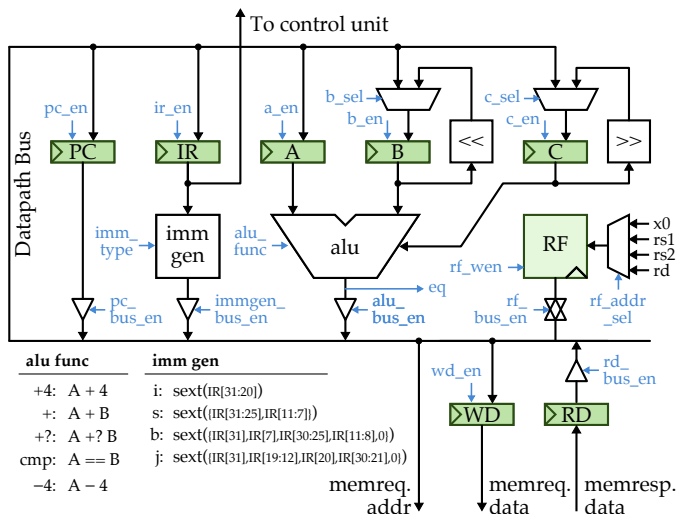 To control unit
pc_en
ir_en
a_en
b_sel
b_en
c_sel
c_en
PC
IR
A
B
<<
C
>>
Datapath Bus
imm_
type
imm
gen
alu_
func
alu
RF
x0
rs1
rs2
rd
rf_wen
eq
pc_
bus_en
immgen_
bus_en
alu_
bus_en
rf_
bus_en
rf_addr
_sel
alu func
+4: A + 4
+: A + B
+?: A +? B
cmp: A == B
−4: A − 4
imm gen
i: sext(IR[31:20])
s: sext({IR[31:25],IR[11:7]})
b: sext({IR[31],IR[7],IR[30:25],IR[11:8],0})
j: sext({IR[31],IR[19:12],IR[20],IR[30:21],0})
wd_en
rd_
bus_en
WD
RD
memreq.
addr
memreq.
data
memresp.
data